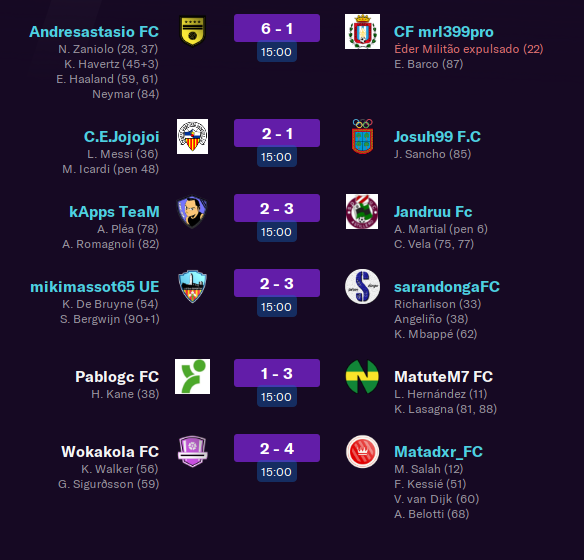 Andresastasio FC 6 - 1 CF mrl399pro
N. Zaniolo (28, 37) 15:00 Éder Militão expulsado (22)
K. Havertz (45+3) E. Barco (87)
E. Haaland (59, 61)
Neymar (84)
C.E.Jojojoi 2 - 1 Josuh99 F.C
L. Messi (36) 15:00 J. Sancho (85)
M. Icardi (pen 48)
kApps TeaM 2 - 3 Jandruu Fc
A. Pléa (78) 15:00 A. Martial (pen 6)
A. Romagnoli (82) C. Vela (75, 77)
mikimassot65 UE 2 - 3 sarandongaFC
K. De Bruyne (54) 15:00 Richarlison (33)
S. Bergwijn (90+1) Angeliño (38)
K. Mbappé (62)
Pablogc FC 1 - 3 MatuteM7 FC
H. Kane (38) 15:00 L. Hernández (11)
K. Lasagna (81, 88)
Wokakola FC 2 - 4 Matadxr_FC
K. Walker (56) 15:00 M. Salah (12)
G. Sigurðsson (59) F. Kessié (51)
V. van Dijk (60)
A. Belotti (68)